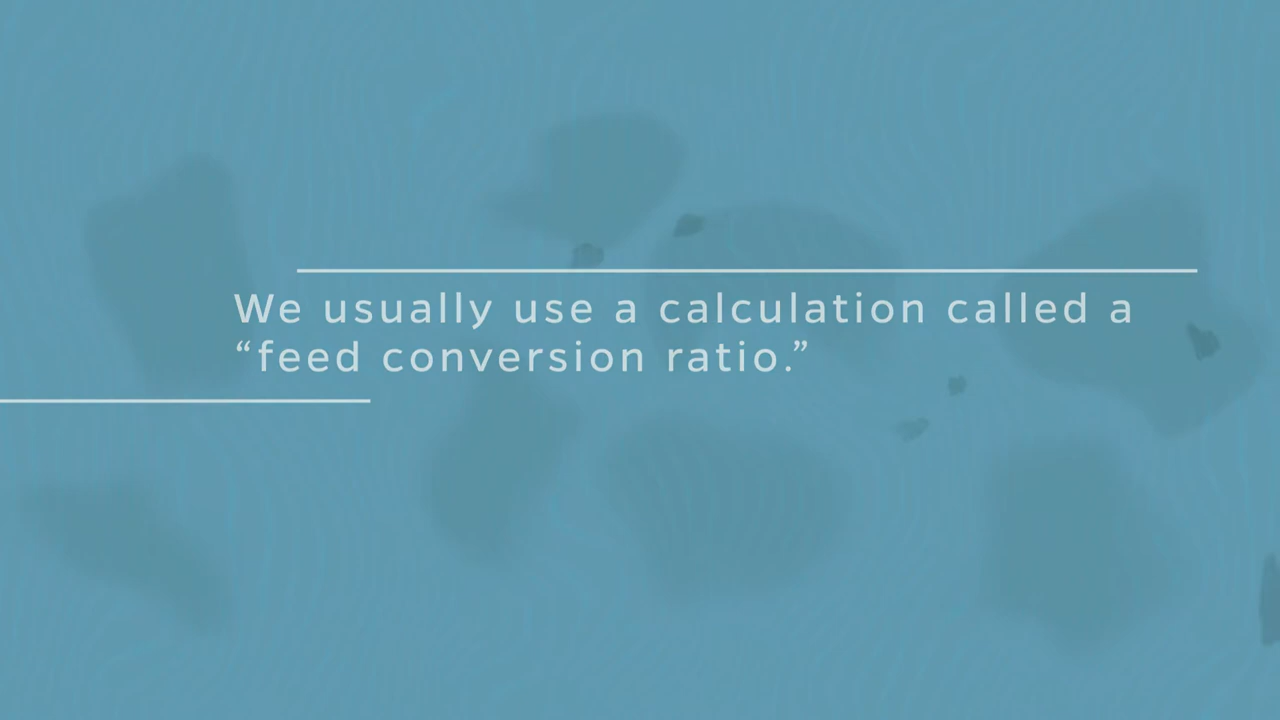 We usually use a calculation called a
“feed conversion ratio.”